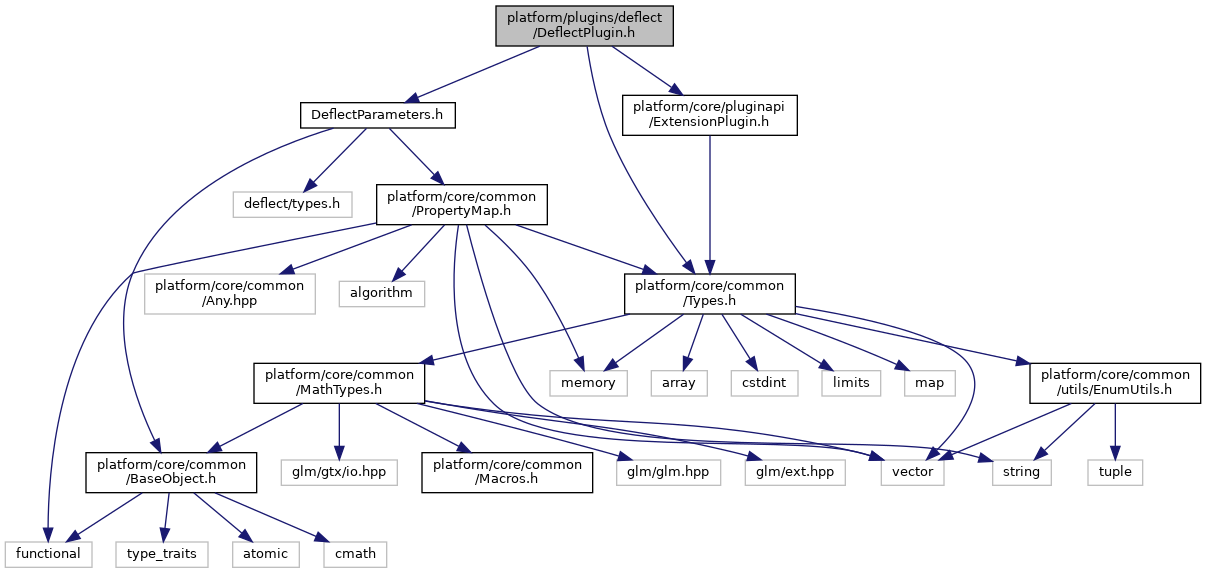 platform/plugins/deflect
/DeflectPlugin.h
DeflectParameters.h
platform/core/pluginapi
/ExtensionPlugin.h
deflect/types.h
platform/core/common
/PropertyMap.h
platform/core/common
/Any.hpp
algorithm
platform/core/common
/Types.h
platform/core/common
/MathTypes.h
memory
array
cstdint
limits
map
platform/core/common
/utils/EnumUtils.h
platform/core/common
/BaseObject.h
glm/gtx/io.hpp
platform/core/common
/Macros.h
glm/glm.hpp
glm/ext.hpp
vector
string
tuple
functional
type_traits
atomic
cmath